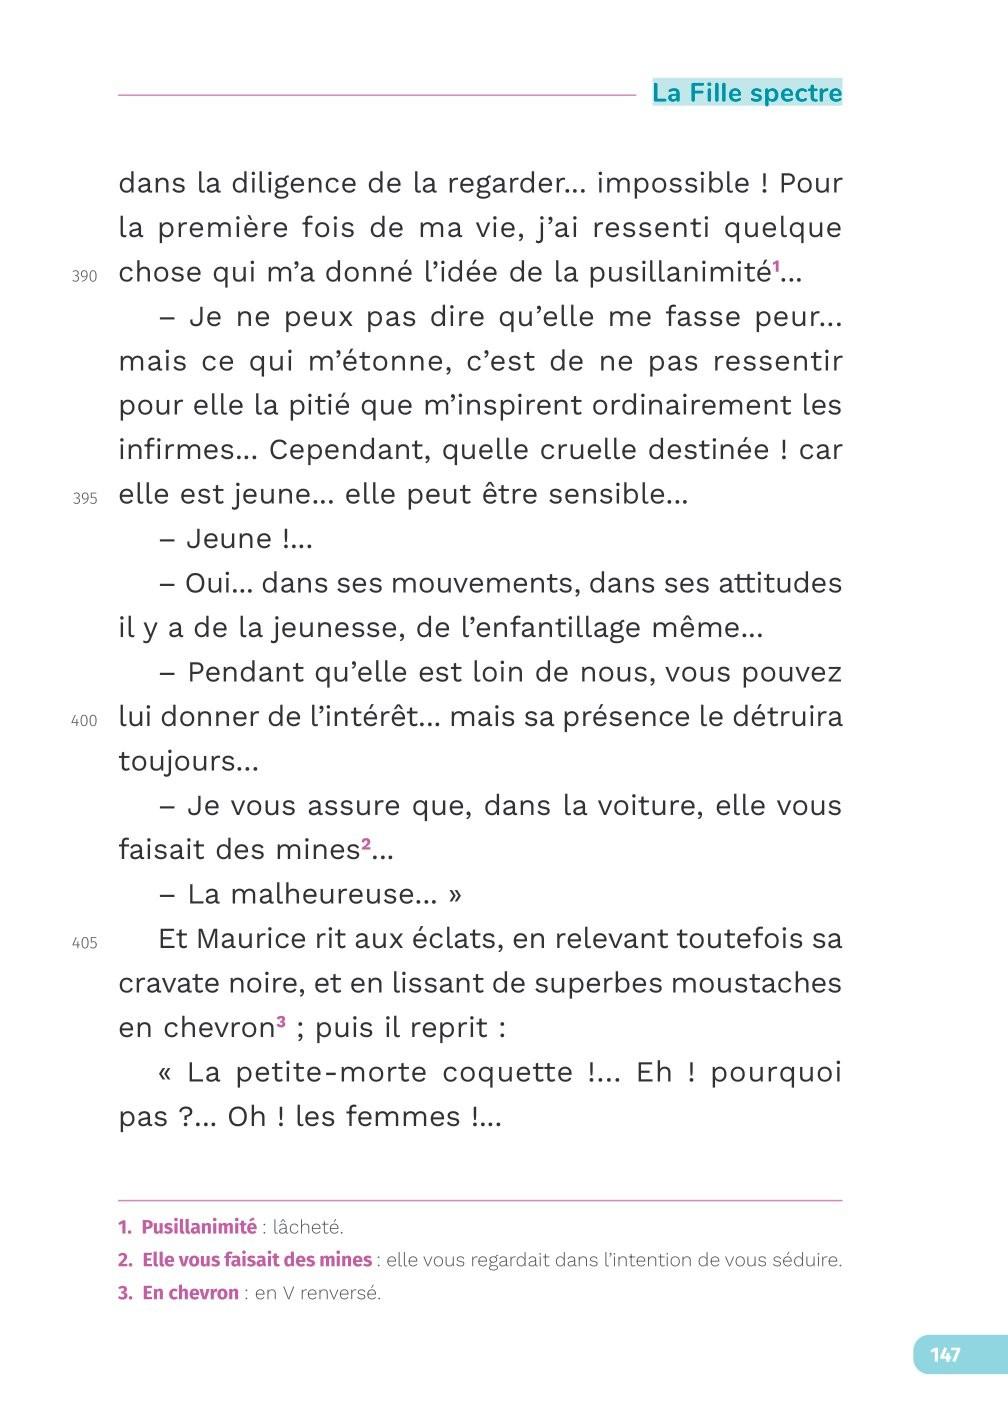 La Fille spectre
dans la diligence de la regarder... impossible ! Pour
la première fois de ma vie, j’ai ressenti quelque
390 chose qui m’a donné l’idée de la pusillanimité¹...
– Je ne peux pas dire qu’elle me fasse peur...
mais ce qui m’étonne, c’est de ne pas ressentir
pour elle la pitié que m’inspirent ordinairement les
infirmes... Cependant, quelle cruelle destinée ! car
395 elle est jeune... elle peut être sensible...
– Jeune !...
– Oui... dans ses mouvements, dans ses attitudes
il y a de la jeunesse, de l’enfantillage même...
– Pendant qu’elle est loin de nous, vous pouvez
400 lui donner de l’intérêt... mais sa présence le détruira
toujours...
– Je vous assure que, dans la voiture, elle vous
faisait des mines²...
– La malheureuse... »
405 Et Maurice rit aux éclats, en relevant toutefois sa
cravate noire, et en lissant de superbes moustaches
en chevron³ ; puis il reprit :
« La petite-morte coquette !... Eh ! pourquoi
pas ?... Oh ! les femmes !...
1. Pusillanimité : lâcheté.
2. Elle vous faisait des mines : elle vous regardait dans l’intention de vous séduire.
3. En chevron : en V renversé.
147